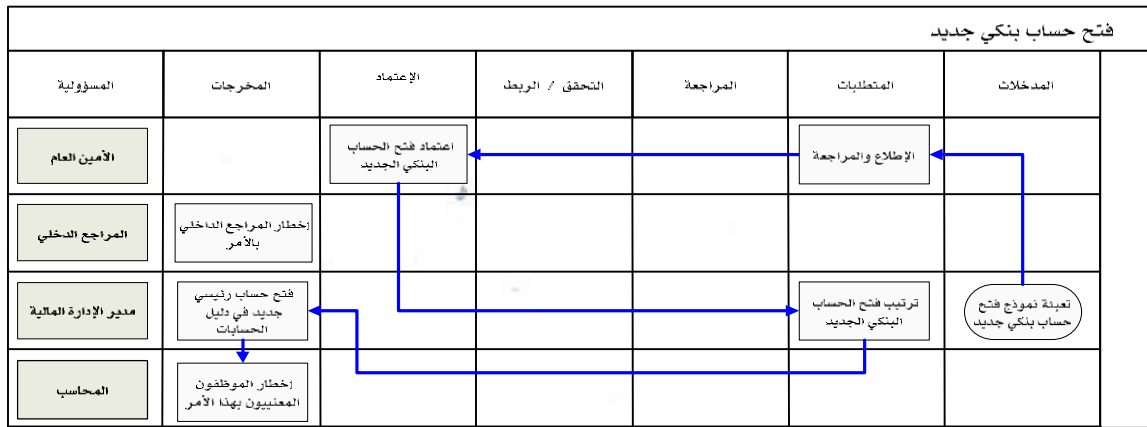 فتح حساب بنكي جديد
المدخلات
المتطلبات
المراجعة
التحقق / الربط
الإعتماد
المخرجات
المسؤولية
الإطلاع والمراجعة
اعتماد فتح الحساب
البنكي الجديد
الأمين العام
إخطار المراجع الداخلي
بالأمر
المراجع الدخلي
تعبئة نموذج فتح
حساب بنكي جديد
ترتيب فتح الحساب
البنكي الجديد
فتح حساب رئيسي
جديد في دليل
الحسابات
مدير الإدارة المالية
إخطار الموظفون
المعنييون بهذا الأمر
المحاسب